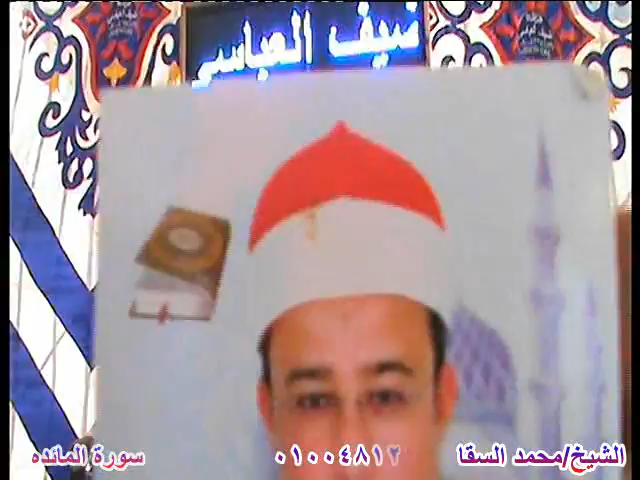 سيف العباسي
الشيخ/محمد السقا
٠١٠٠٤٨١٢
سورة المائده